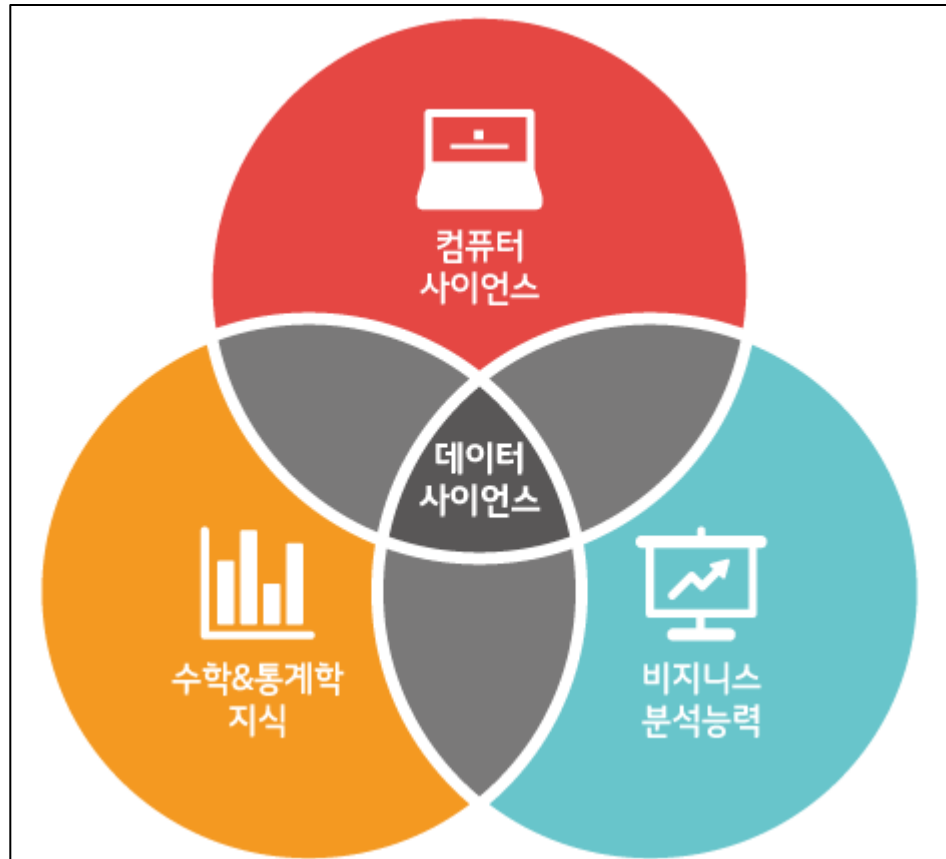 컴퓨터
사이언스
데이터
사이언스
수학&통계학
지식
비지니스
분석능력